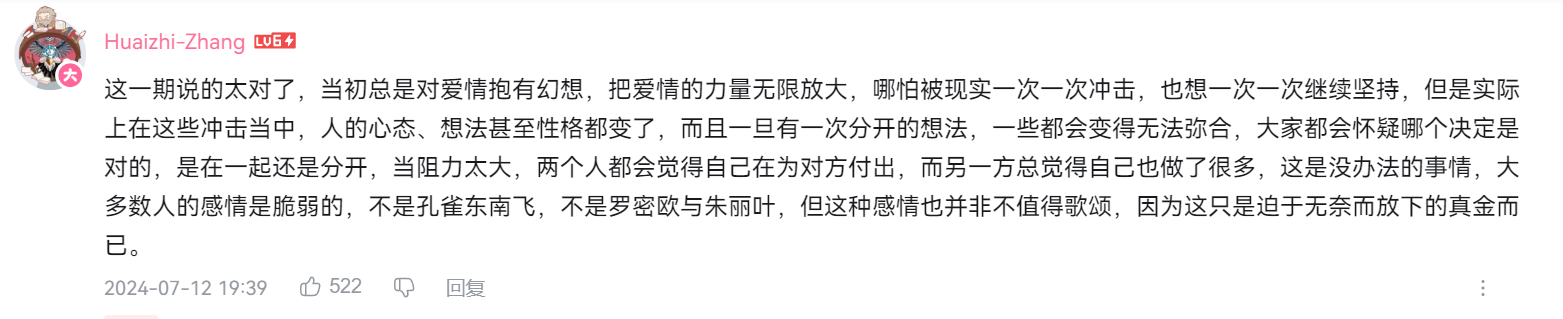 Huaizhi-Zhang LV6
大
这一期说的太对了，当初总是对爱情抱有幻想，把爱情的力量无限放大，哪怕被现实一次一次冲击，也想一次一次继续坚持，但是实际
上在这些冲击当中，人的心态、想法甚至性格都变了，而且一旦有一次分开的想法，一些都会变得无法弥合，大家都会怀疑哪个决定是
对的，是在一起还是分开，当阻力太大，两个人都会觉得自己在为对方付出，而另一方总觉得自己也做了很多，这是没办法的事情，大
多数人的感情是脆弱的，不是孔雀东南飞，不是罗密欧与朱丽叶，但这种感情也并非不值得歌颂，因为这只是迫于无奈而放下的真金而
已。
2024-07-12 19:39 522 回复